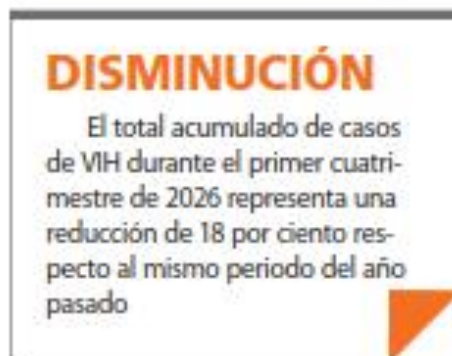 DISMINUCIÓN
El total acumulado de casos
de VIH durante el primer cuatri-
mestre de 2026 representa una
reducción de 18 por ciento res-
pecto al mismo periodo del año
pasado